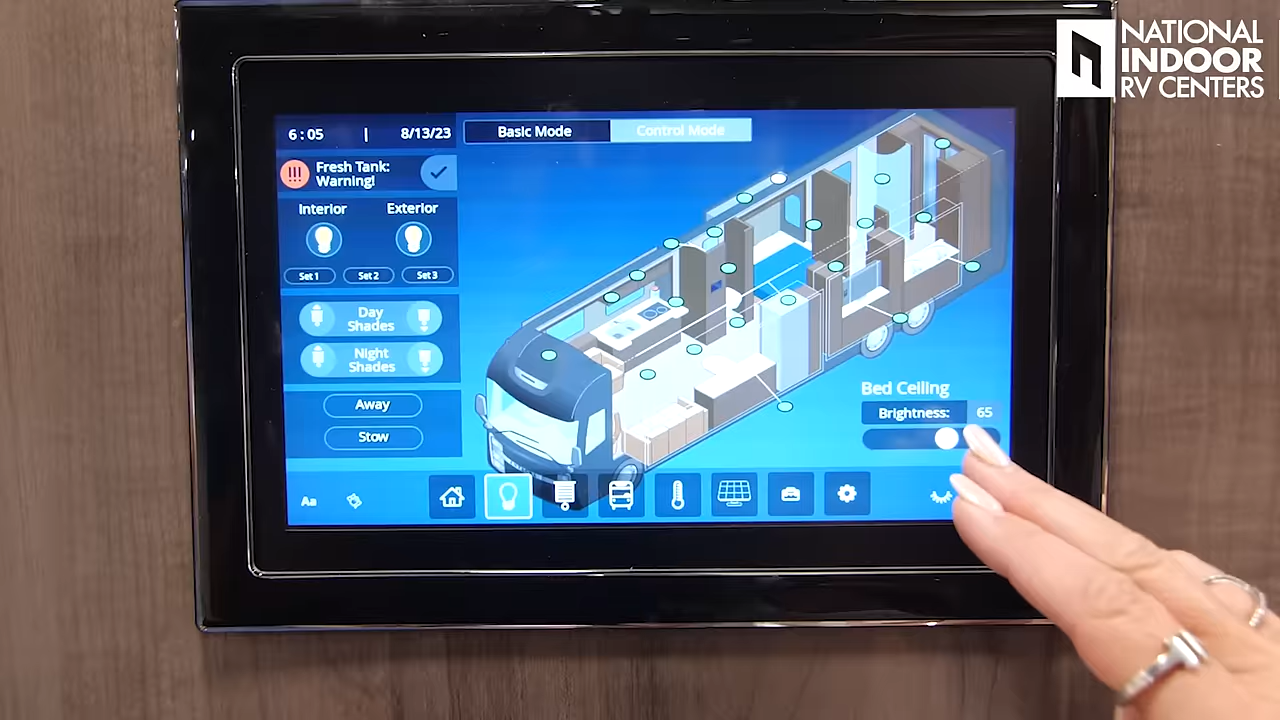 NATIONAL
INDOOR
RV CENTERS
6:05 | 8/13/23
Basic Mode
Control Mode
!!! Fresh Tank:
Warning!
Interior
Exterior
Set 1
Set 2
Set 3
Day
Shades
Night
Shades
Away
Stow
Bed Ceiling
Brightness: 65
Aa